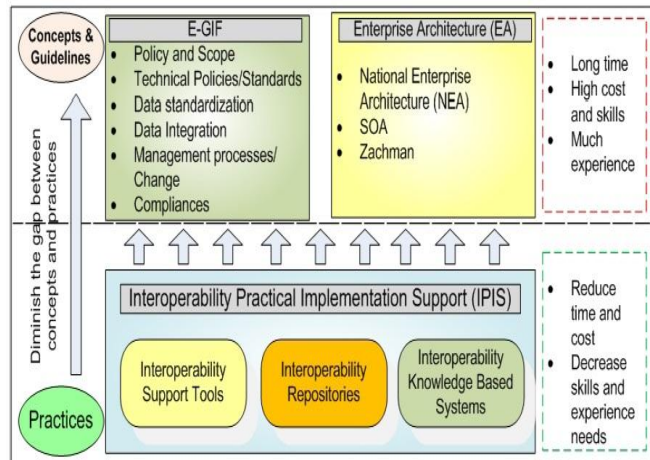 Concepts &
Guidelines
E-GIF
Policy and Scope
Technical Policies/Standards
Data standardization
Data Integration
Management processes/
Change
Compliances
Enterprise Architecture (EA)
National Enterprise
Architecture (NEA)
SOA
Zachman
Long time
High cost
and skills
Much
experience
Diminish the gap between
concepts and practices
Interoperability Practical Implementation Support (IPIS)
Interoperability
Support Tools
Interoperability
Repositories
Interoperability
Knowledge Based
Systems
Reduce
time and
cost
Decrease
skills and
experience
needs
Practices